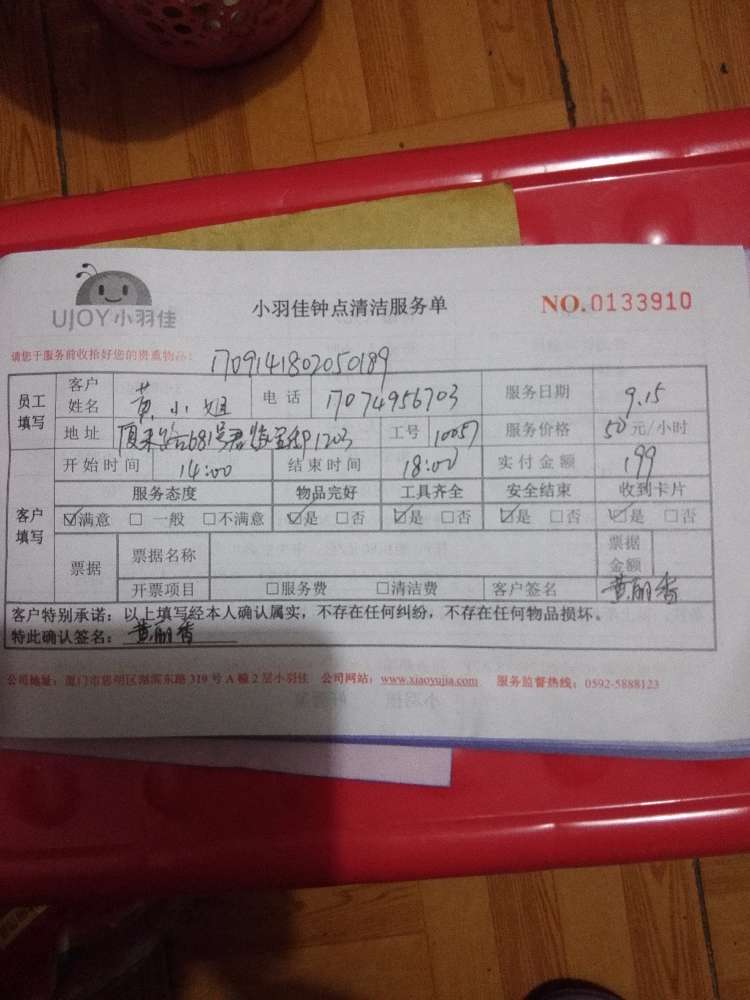 UJOY小羽佳
小羽佳钟点清洁服务单
NO.0133910
请您于服务前收拾好您的贵重物品!
1709141802050189
员工填写 客户姓名 黄小姐 电话 17074956703 服务日期 9.15
地址 681号 1203 工号 10057 服务价格 50元/小时
开始时间 14:00 结束时间 18:00 实付金额 199
客户填写 服务态度 物品完好 工具齐全 安全结束 收到卡片
☑满意 □一般 □不满意 ☑是 □否 ☑是 □否 ☑是 □否 ☑是 □否
票据 票据名称 票据金额
开票项目 □服务费 □清洁费 客户签名 黄丽香
客户特别承诺:以上填写经本人确认属实,不存在任何纠纷,不存在任何物品损坏。
特此确认签名:黄丽香
公司地址:厦门市思明区湖滨东路319号A幢2层小羽佳 公司网站:www.xiaoyujia.com 服务监督热线:0592-5888123